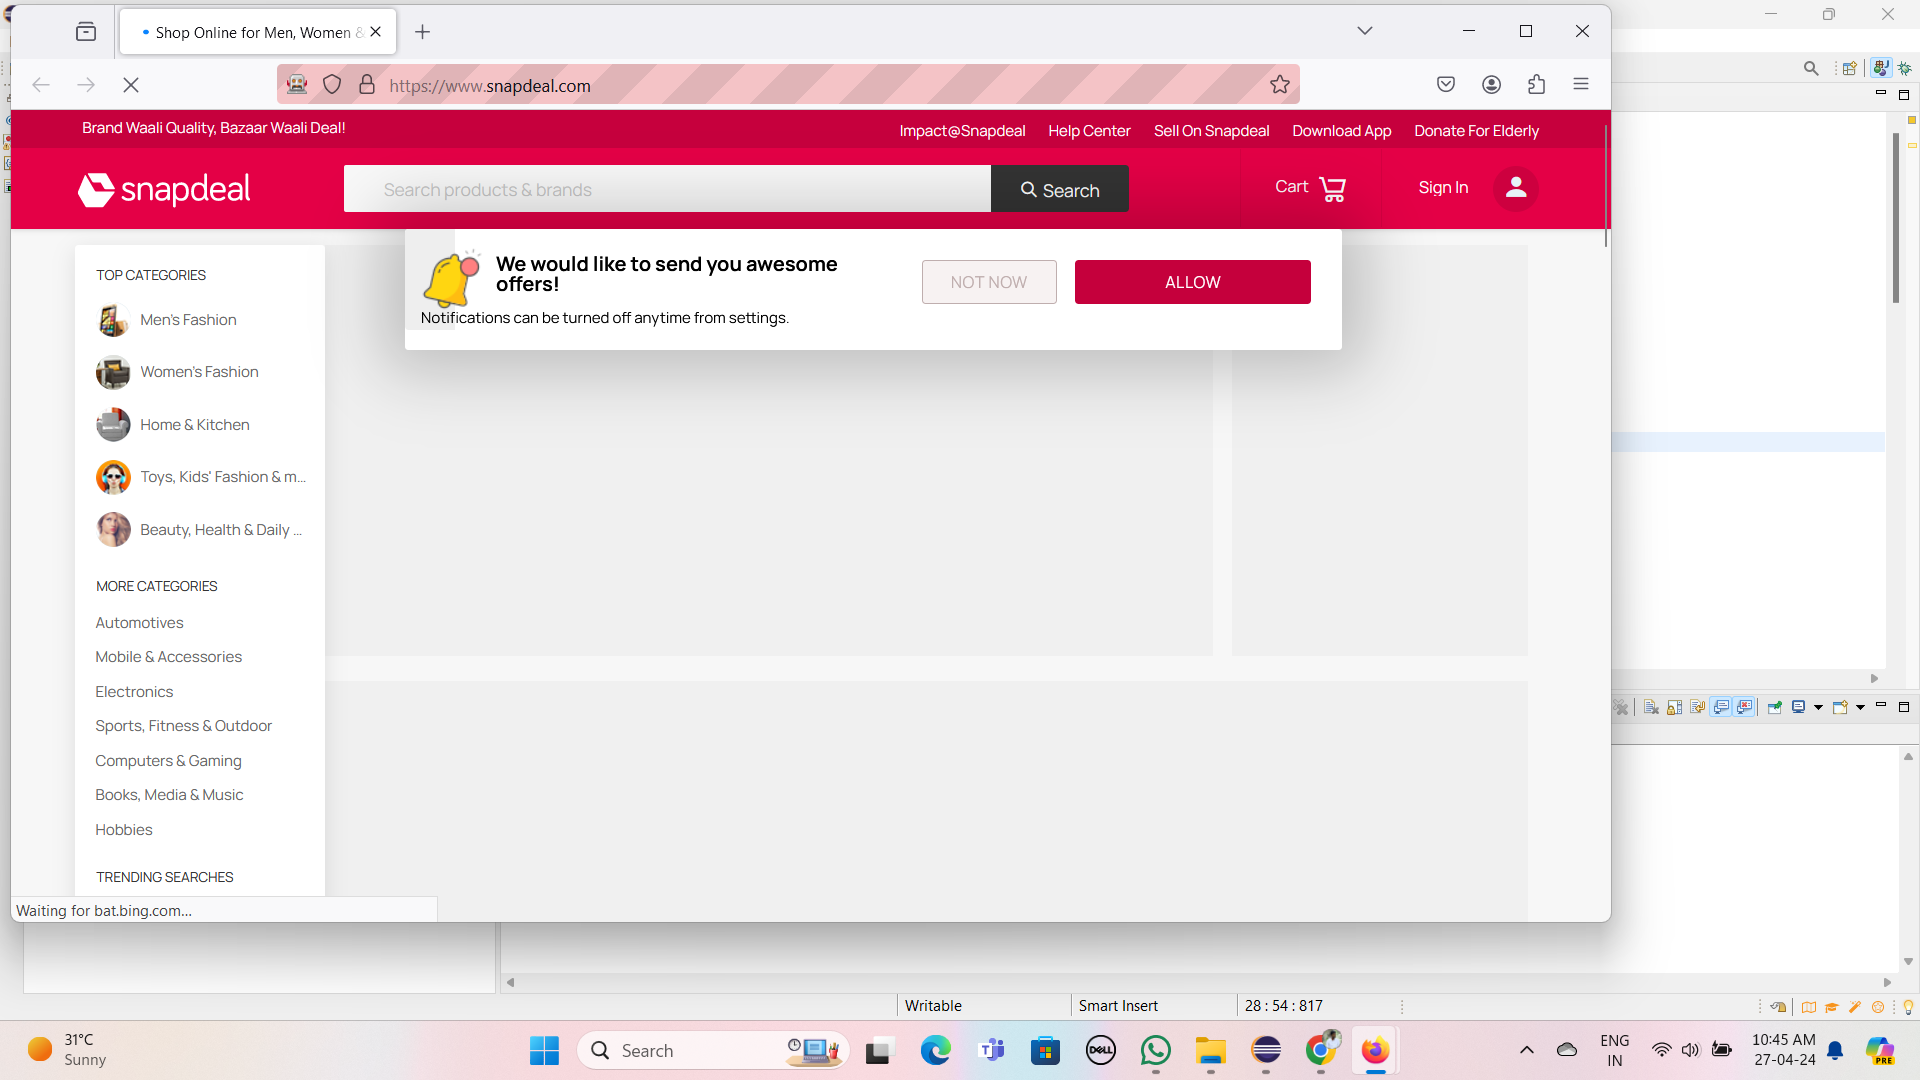 Shop Online for Men, Women &
https://www.snapdeal.com
Brand Waali Quality, Bazaar Waali Deal!
Impact@Snapdeal
Help Center
Sell On Snapdeal
Download App
Donate For Elderly
snapdeal
Search products & brands
Search
Cart
Sign In
We would like to send you awesome
offers!
Notifications can be turned off anytime from settings.
NOT NOW
ALLOW
TOP CATEGORIES
Men's Fashion
Women's Fashion
Home & Kitchen
Toys, Kids' Fashion & m...
Beauty, Health & Daily ...
MORE CATEGORIES
Automotives
Mobile & Accessories
Electronics
Sports, Fitness & Outdoor
Computers & Gaming
Books, Media & Music
Hobbies
TRENDING SEARCHES
Waiting for bat.bing.com...
Writable
Smart Insert
28 : 54 : 817
31°C
Sunny
Search
DELL
ENG
IN
10:45 AM
27-04-24
PRE